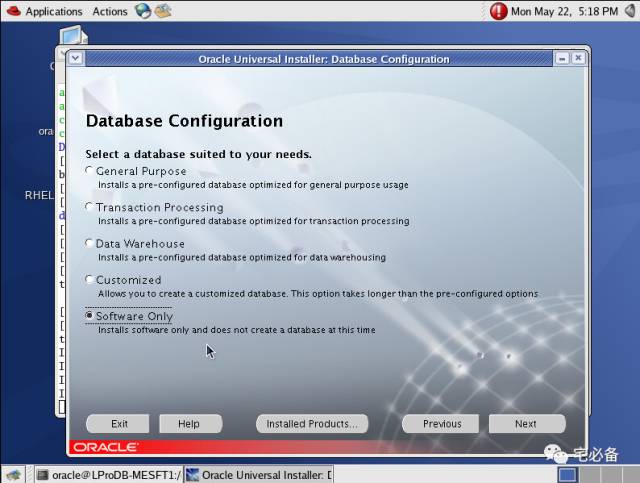 Applications Actions Mon May 22, 5:18 PM
Oracle Universal Installer: Database Configuration
Database Configuration
Select a database suited to your needs.
General Purpose
Installs a pre-configured database optimized for general purpose usage
Transaction Processing
Installs a pre-configured database optimized for transaction processing
Data Warehouse
Installs a pre-configured database optimized for data warehousing
Customized
Allows you to create a customized database. This option takes longer than the pre-configured options
Software Only
Installs software only and does not create a database at this time
Exit Help Installed Products... Previous Next
ORACLE
宅必备
oracle@LProDB-MESFT1:/ Oracle Universal Installer: D
RHEL
ora